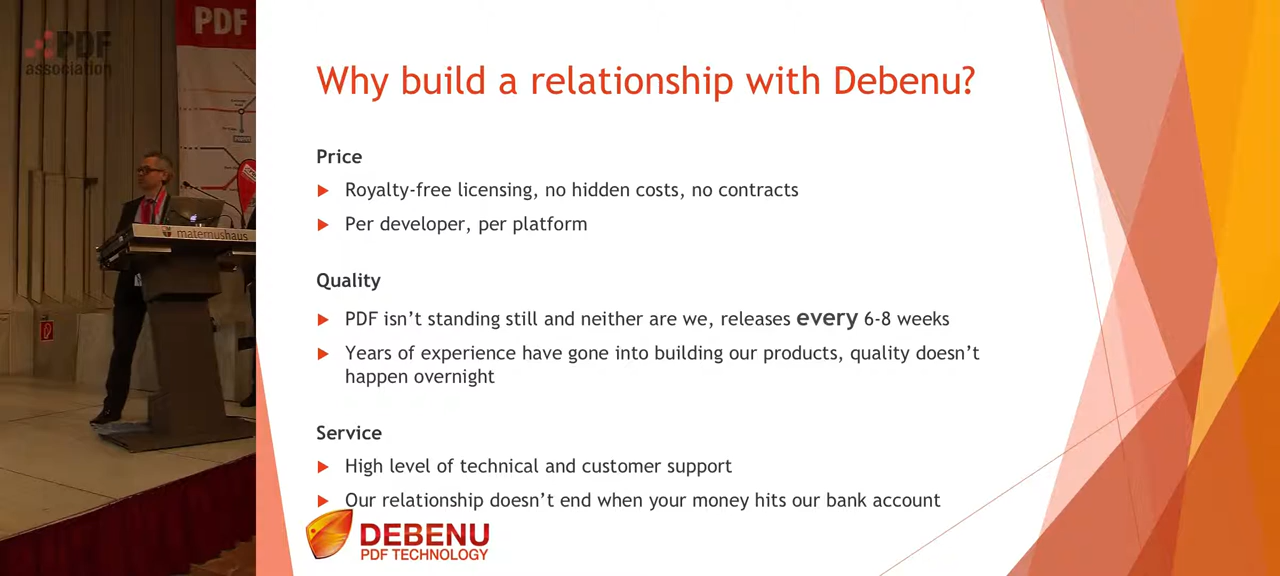 PDF
association
PDF
maternushaus
Why build a relationship with Debenu?
Price
Royalty-free licensing, no hidden costs, no contracts
Per developer, per platform
Quality
PDF isn't standing still and neither are we, releases every 6-8 weeks
Years of experience have gone into building our products, quality doesn't
happen overnight
Service
High level of technical and customer support
Our relationship doesn't end when your money hits our bank account
DEBENU
PDF TECHNOLOGY